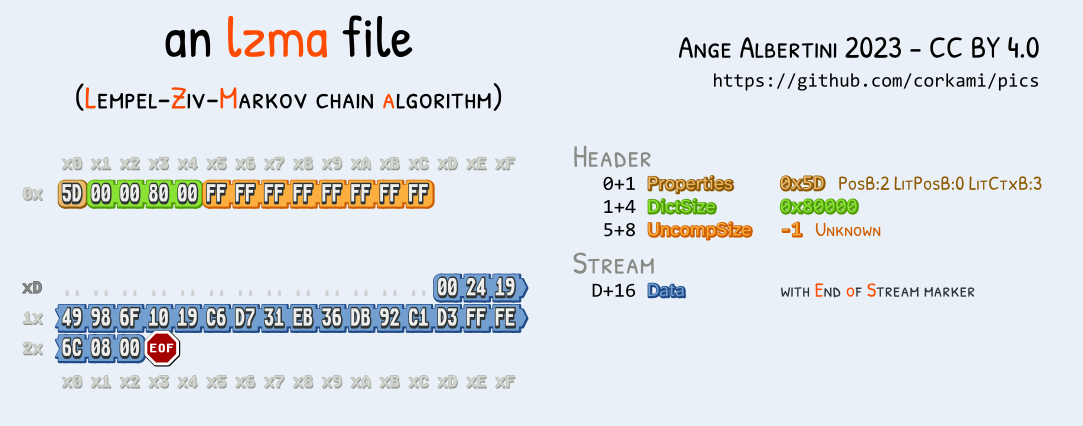 an lzma file
(Lempel-Ziv-Markov chain algorithm)
Ange Albertini 2023 - CC BY 4.0
https://github.com/corkami/pics
x0 x1 x2 x3 x4 x5 x6 x7 x8 x9 xA xB xC xD xE xF
0x 5D 00 00 80 00 FF FF FF FF FF FF FF FF
xD .. .. .. .. .. .. .. .. .. .. .. .. .. 00 24 19
1x 49 98 6F 10 19 C6 D7 31 EB 36 DB 92 C1 D3 FF FE
2x 6C 08 00 EOF
x0 x1 x2 x3 x4 x5 x6 x7 x8 x9 xA xB xC xD xE xF
Header
0+1 Properties 0x5D PosB:2 LitPosB:0 LitCtxB:3
1+4 DictSize 0x80000
5+8 UncompSize -1 Unknown
Stream
D+16 Data with End of Stream marker